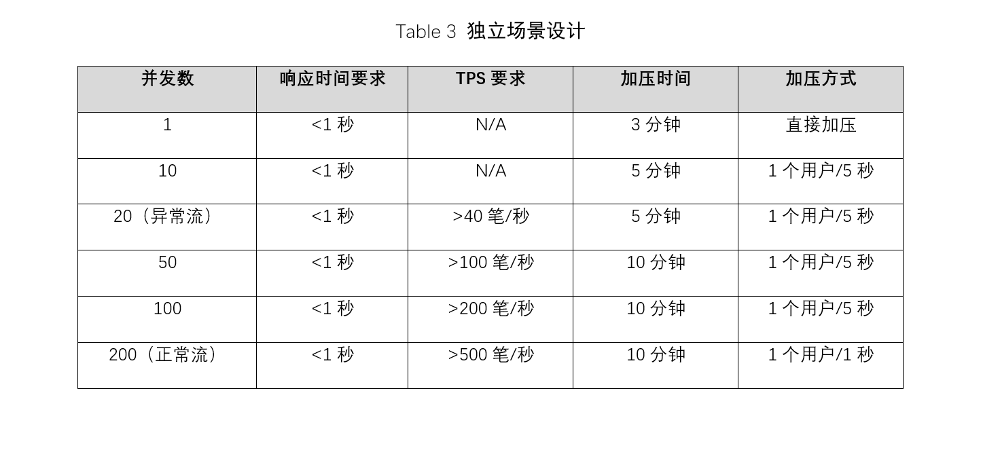 Table 3 独立场景设计
并发数 响应时间要求 TPS 要求 加压时间 加压方式
1 <1 秒 N/A 3 分钟 直接加压
10 <1 秒 N/A 5 分钟 1 个用户/5 秒
20（异常流） <1 秒 >40 笔/秒 5 分钟 1 个用户/5 秒
50 <1 秒 >100 笔/秒 10 分钟 1 个用户/5 秒
100 <1 秒 >200 笔/秒 10 分钟 1 个用户/5 秒
200（正常流） <1 秒 >500 笔/秒 10 分钟 1 个用户/1 秒